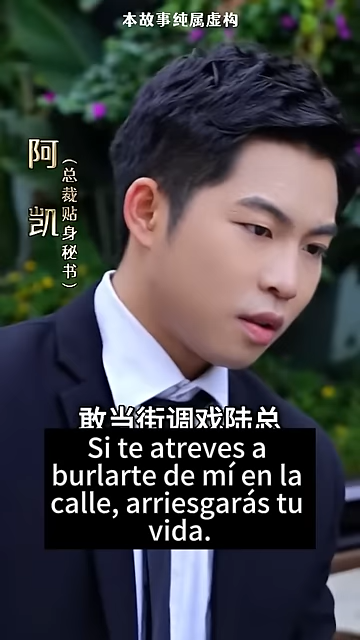 本故事纯属虚构
阿凯
（总裁贴身秘书）
敢当街调戏陆总
Si te atreves a
burlarte de mí en la
calle, arriesgarás tu
vida.